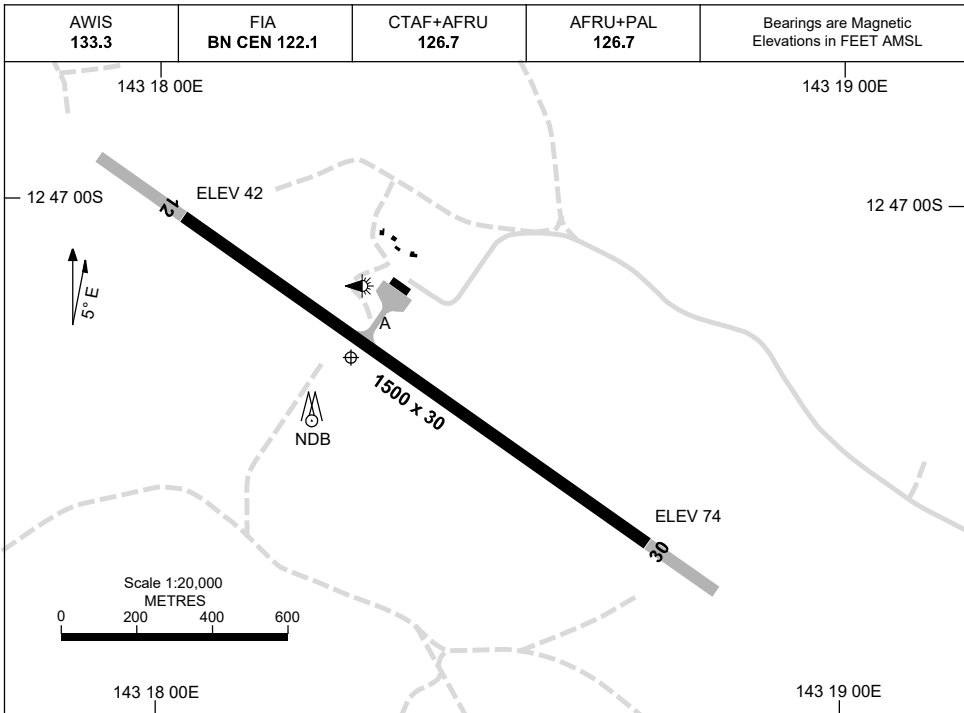 AWIS
133.3
FIA
BN CEN 122.1
CTAF+AFRU
126.7
AFRU+PAL
126.7
Bearings are Magnetic
Elevations in FEET AMSL
143 18 00E
143 19 00E
12 47 00S
12 47 00S
12
ELEV 42
5° E
A
1500 x 30
NDB
ELEV 74
30
Scale 1:20,000
METRES
0 200 400 600
143 18 00E
143 19 00E